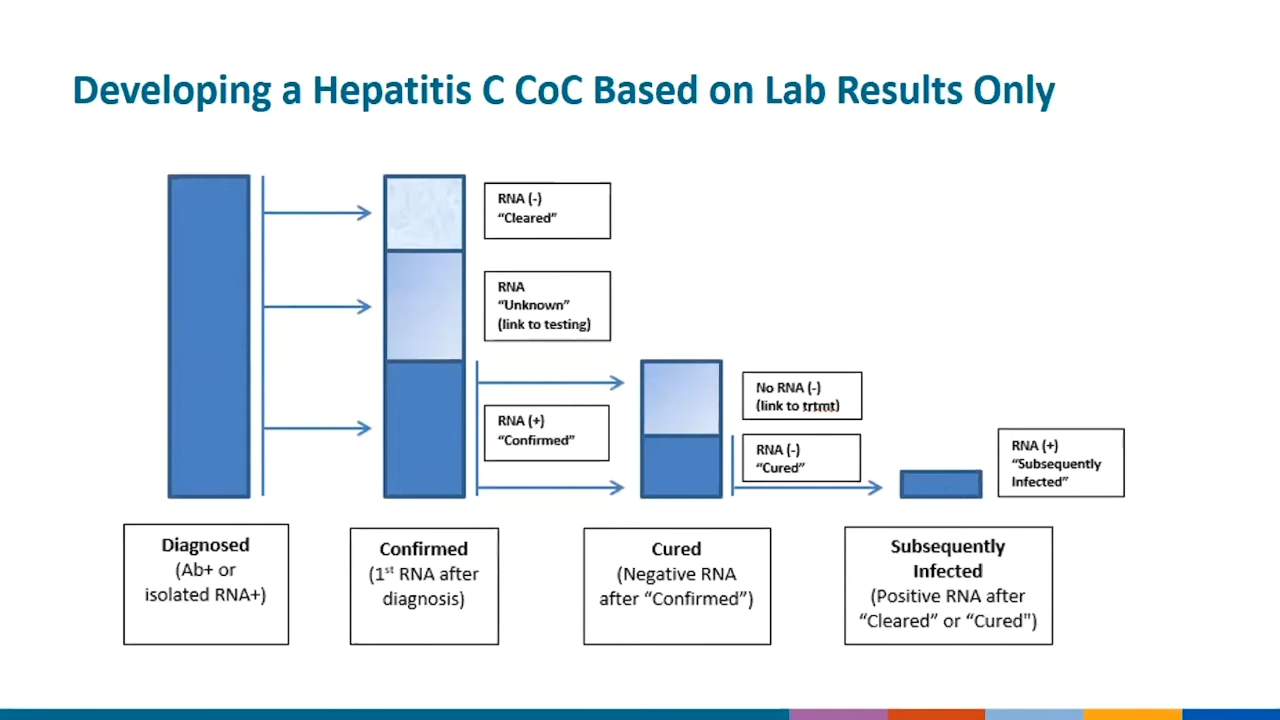 Developing a Hepatitis C CoC Based on Lab Results Only
RNA (-)
“Cleared”
RNA
“Unknown”
(link to testing)
RNA (+)
“Confirmed”
No RNA (-)
(link to trtmt)
RNA (-)
“Cured”
RNA (+)
“Subsequently
Infected”
Diagnosed
(Ab+ or
isolated RNA+)
Confirmed
(1st RNA after
diagnosis)
Cured
(Negative RNA
after “Confirmed”)
Subsequently
Infected
(Positive RNA after
“Cleared” or “Cured")